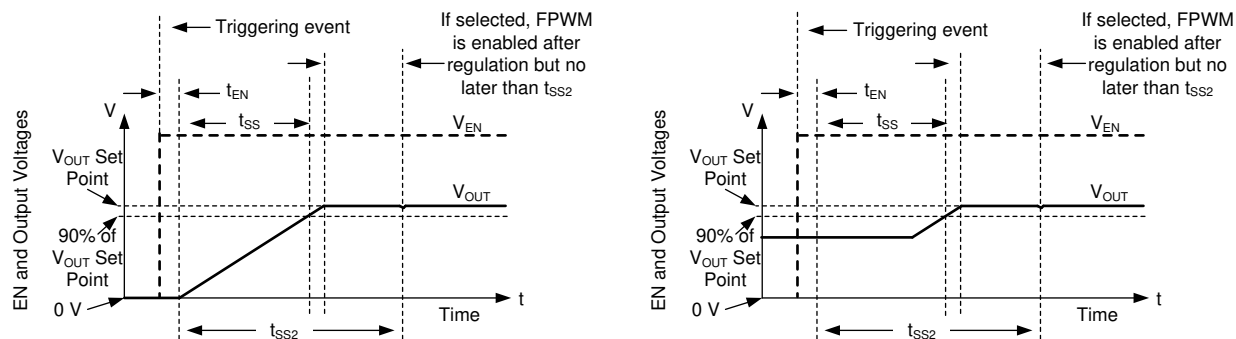 Triggering event
If selected, FPWM
is enabled after
regulation but no
later than tSS2
tEN
V
tSS
VEN
EN and Output Voltages
VOUT Set
Point
VOUT
90% of
VOUT Set
Point
0 V
t
Time
tSS2
Triggering event
If selected, FPWM
is enabled after
regulation but no
later than tSS2
tEN
V
tSS
VEN
EN and Output Voltages
VOUT Set
Point
VOUT
90% of
VOUT Set
Point
0 V
t
Time
tSS2